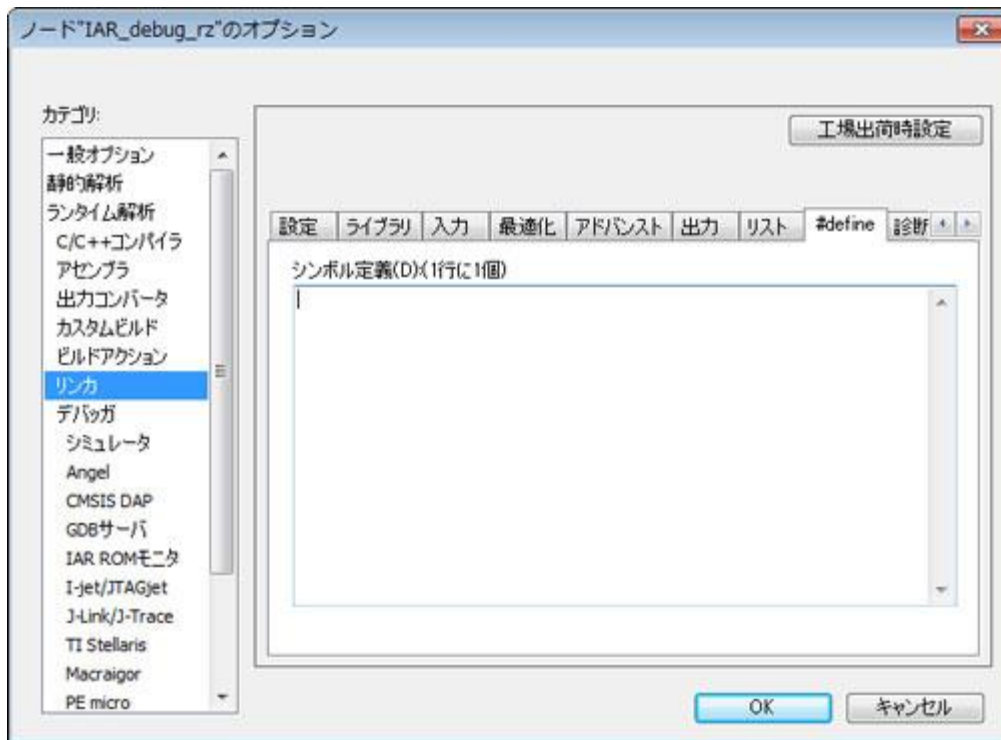 ノード"IAR_debug_rz"のオプション
カテゴリ:
一般オプション
静的解析
ランタイム解析
C/C++コンパイラ
アセンブラ
出力コンバータ
カスタムビルド
ビルドアクション
リンカ
デバッガ
シミュレータ
Angel
CMSIS DAP
GDBサーバ
IAR ROMモニタ
I-jet/JTAGjet
J-Link/J-Trace
TI Stellaris
Macraigor
PE micro
工場出荷時設定
設定 ライブラリ 入力 最適化 アドバンスト 出力 リスト #define 診断
シンボル定義(D):(1行に1個)
OK キャンセル